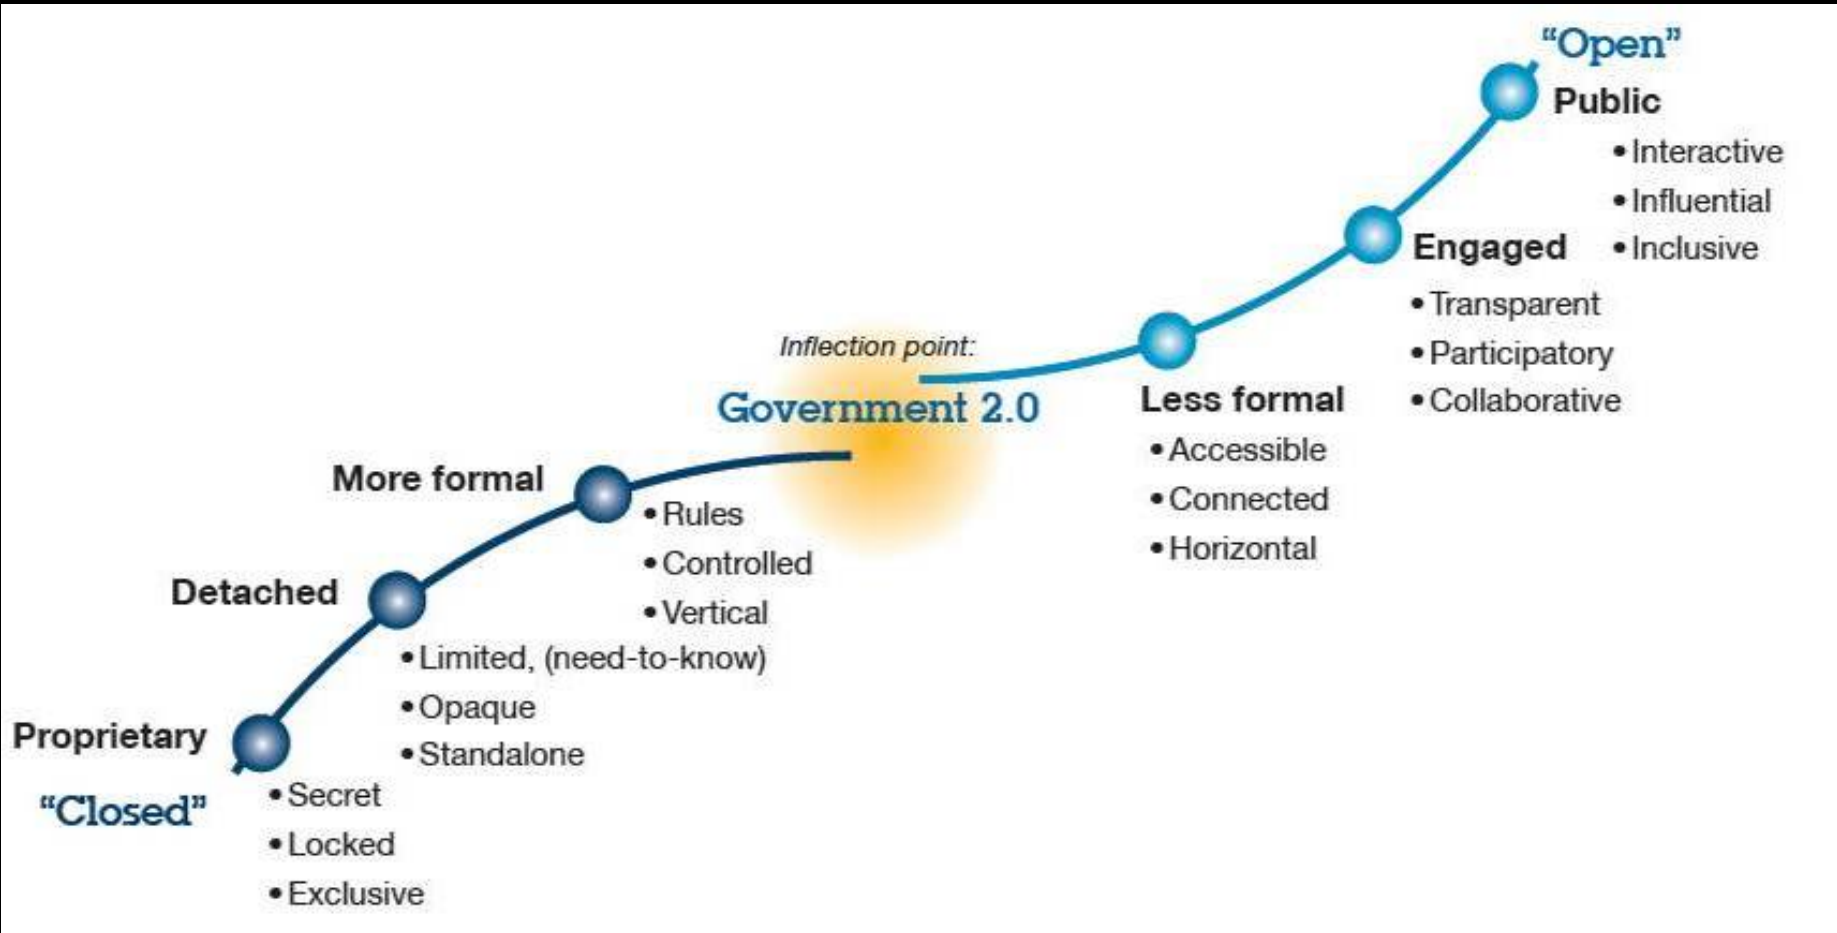 “Open”
Public
• Interactive
• Influential
• Inclusive
Engaged
• Transparent
• Participatory
• Collaborative
Inflection point:
Government 2.0
Less formal
• Accessible
• Connected
• Horizontal
More formal
• Rules
• Controlled
• Vertical
Detached
• Limited, (need-to-know)
• Opaque
• Standalone
Proprietary
“Closed”
• Secret
• Locked
• Exclusive